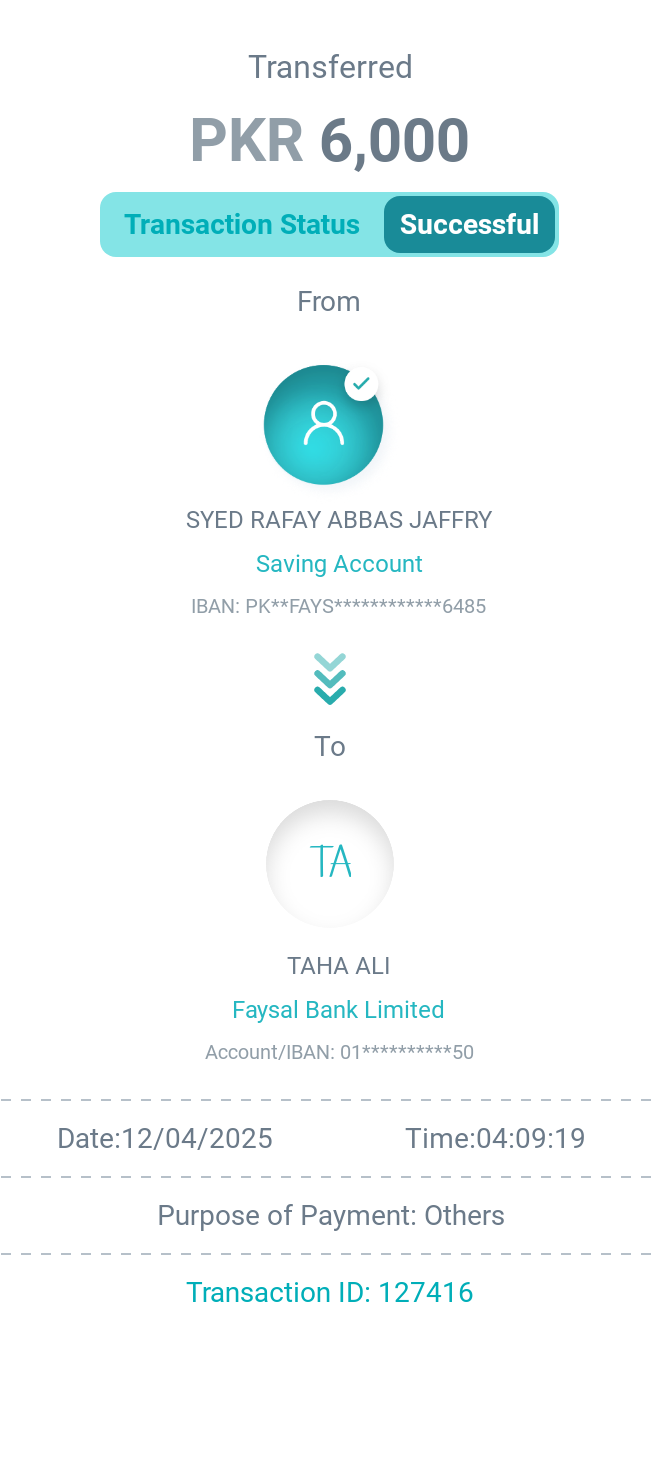 Transferred
PKR 6,000
Transaction Status Successful
From
SYED RAFAY ABBAS JAFFRY
Saving Account
IBAN: PK**FAYS************6485
To
TA
TAHA ALI
Faysal Bank Limited
Account/IBAN: 01**********50
Date:12/04/2025 Time:04:09:19
Purpose of Payment: Others
Transaction ID: 127416